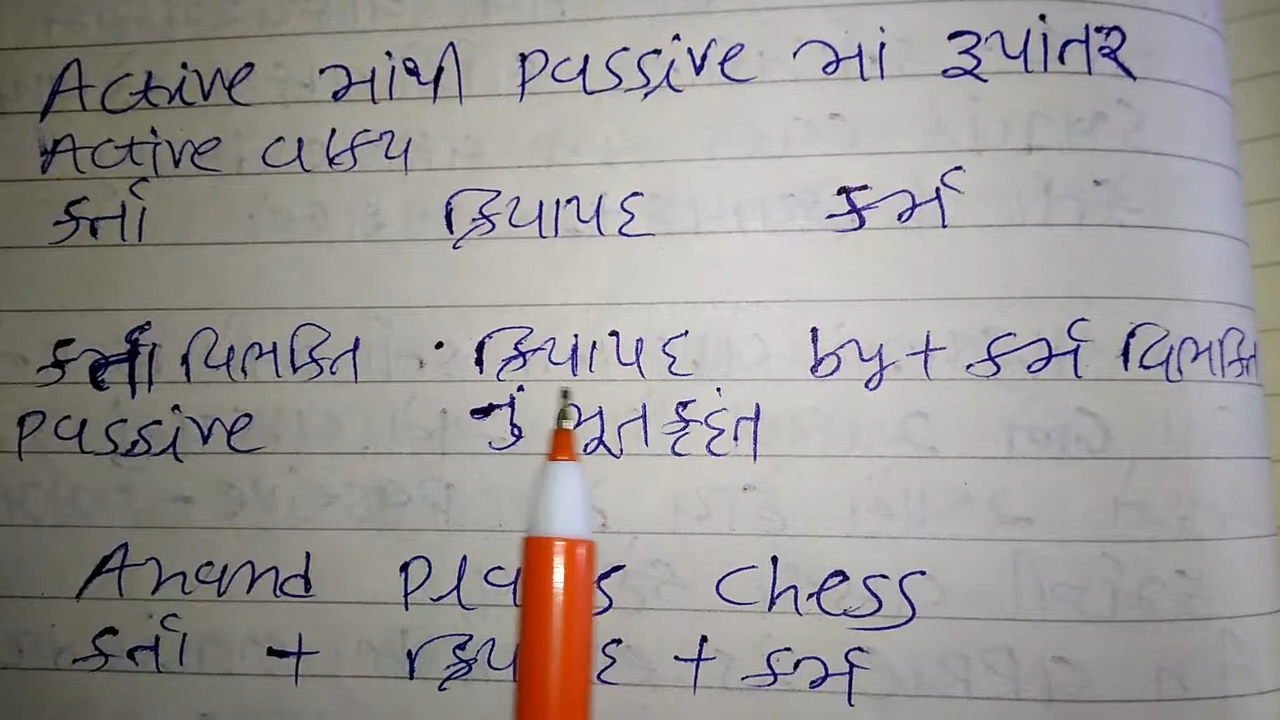 Active માંથી passive માં રૂપાંતર
Active વાક્ય
કર્તા ક્રિયાપદ કર્મ
કર્તા વિભક્તિ • ક્રિયાપદ by + કર્મ વિભક્તિ
passive નું ભૂતકૃદંત
Anand Chess
કર્તા + + કર્મ